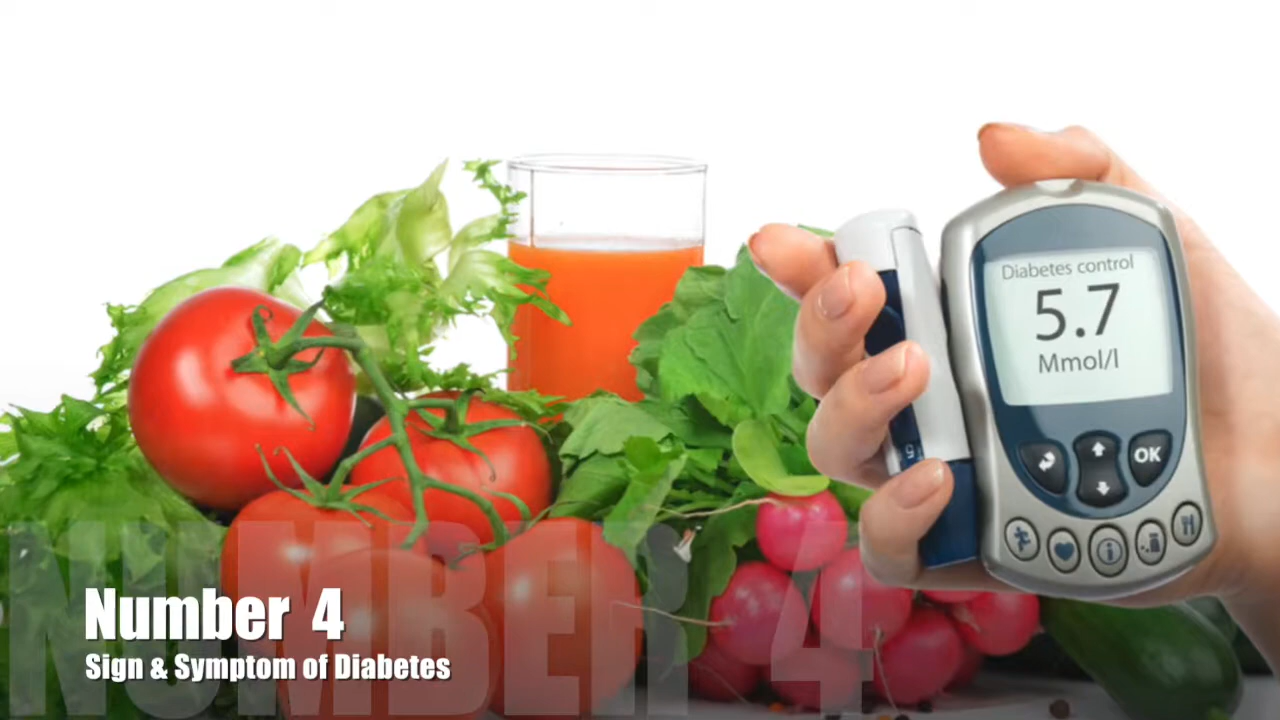 Diabetes control
5.7
Mmol/l
OK
NUMBER 4
Number 4
Sign & Symptom of Diabetes